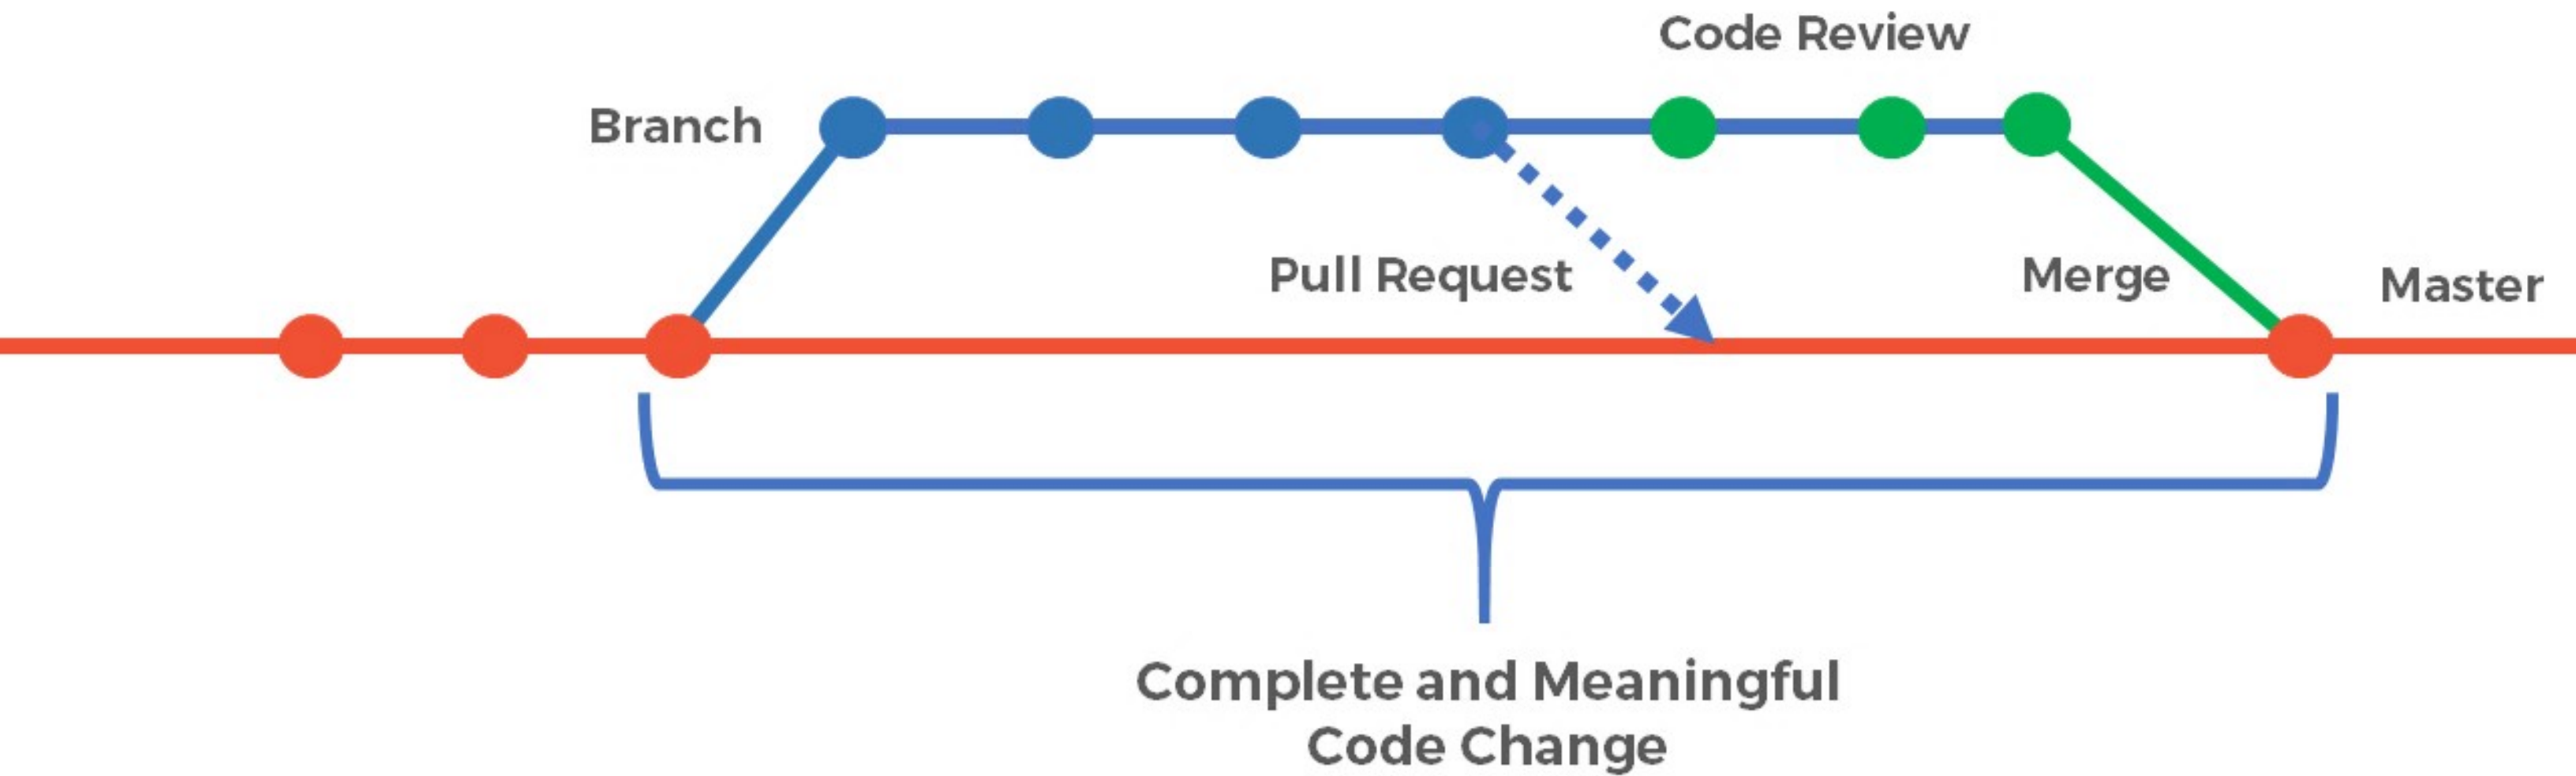 Code Review
Branch
Pull Request
Merge
Master
Complete and Meaningful
Code Change